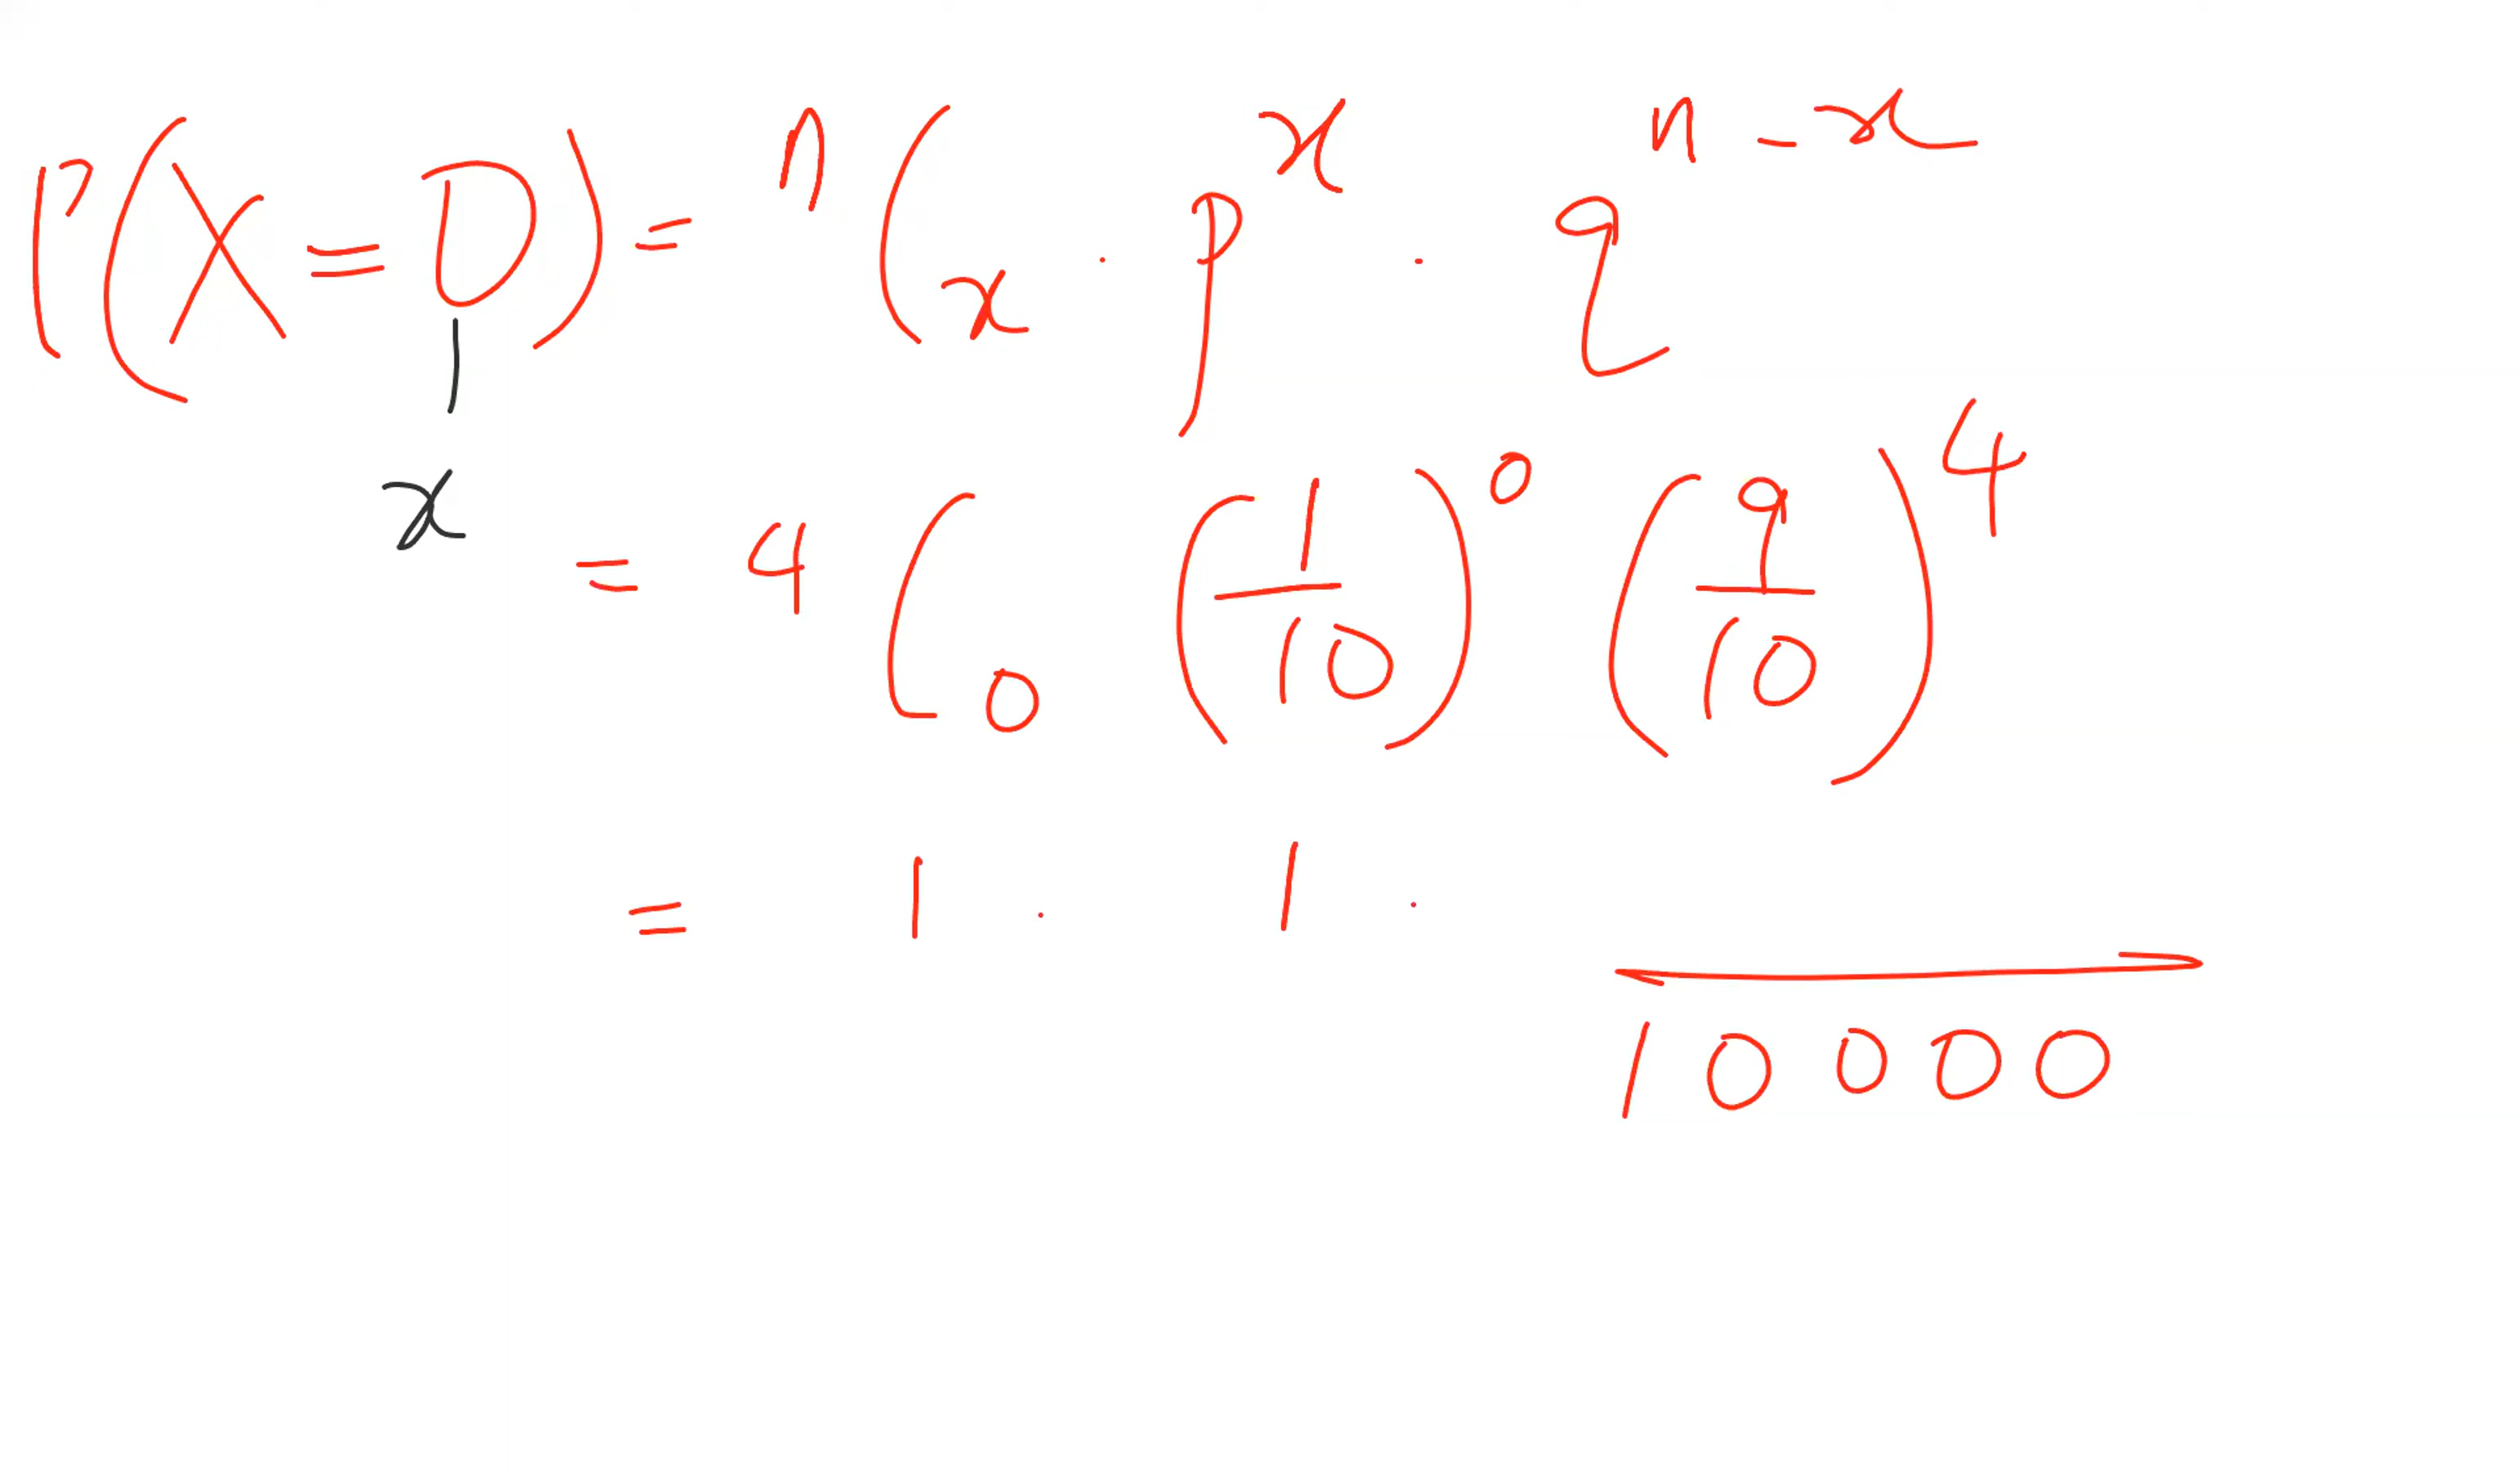 P(X=0) = ⁿCₓ · pˣ · qⁿ⁻ˣ
x
= ⁴C₀ (1/10)⁰ (9/10)⁴
= 1 · 1 · /10000